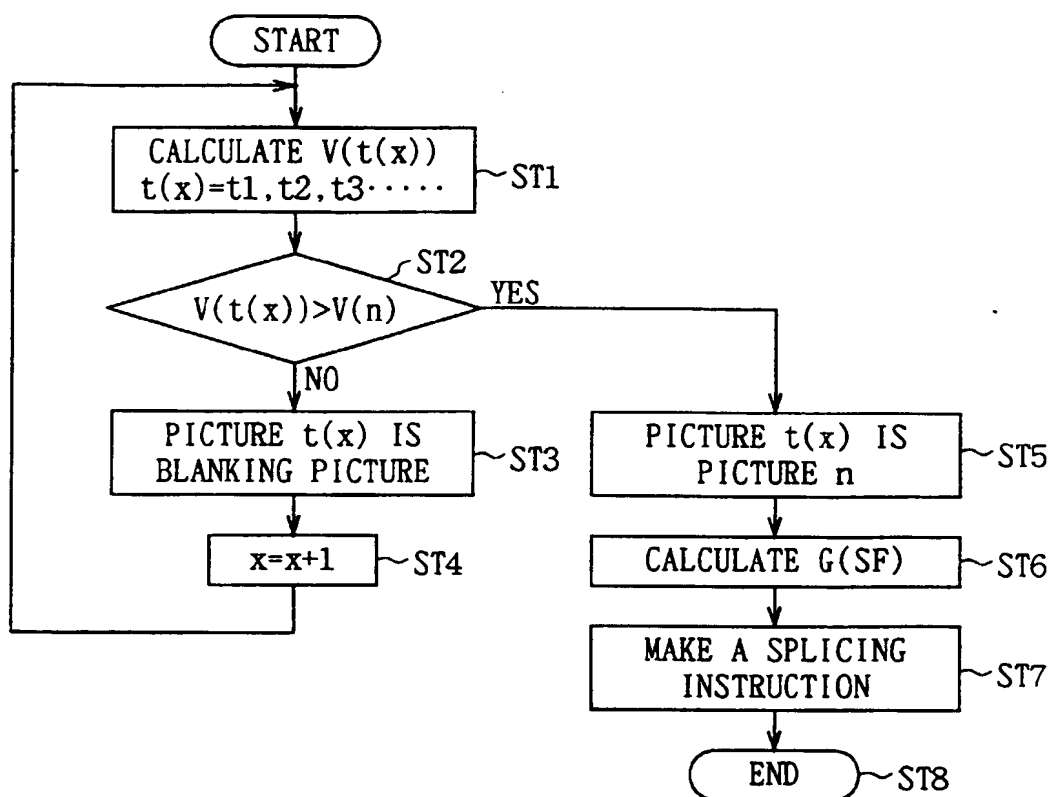 START
CALCULATE V(t(x))
t(x)=t1,t2,t3·····
ST1
ST2
V(t(x))>V(n)
YES
NO
PICTURE t(x) IS
BLANKING PICTURE
ST3
x=x+1
ST4
PICTURE t(x) IS
PICTURE n
ST5
CALCULATE G(SF)
ST6
MAKE A SPLICING
INSTRUCTION
ST7
END
ST8